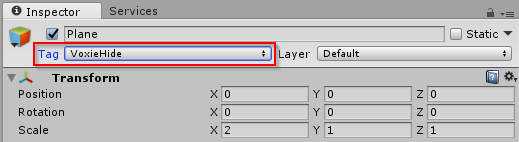 Inspector Services
Plane Static
Tag VoxieHide Layer Default
Transform
Position X 0 Y 0 Z 0
Rotation X 0 Y 0 Z 0
Scale X 2 Y 1 Z 1